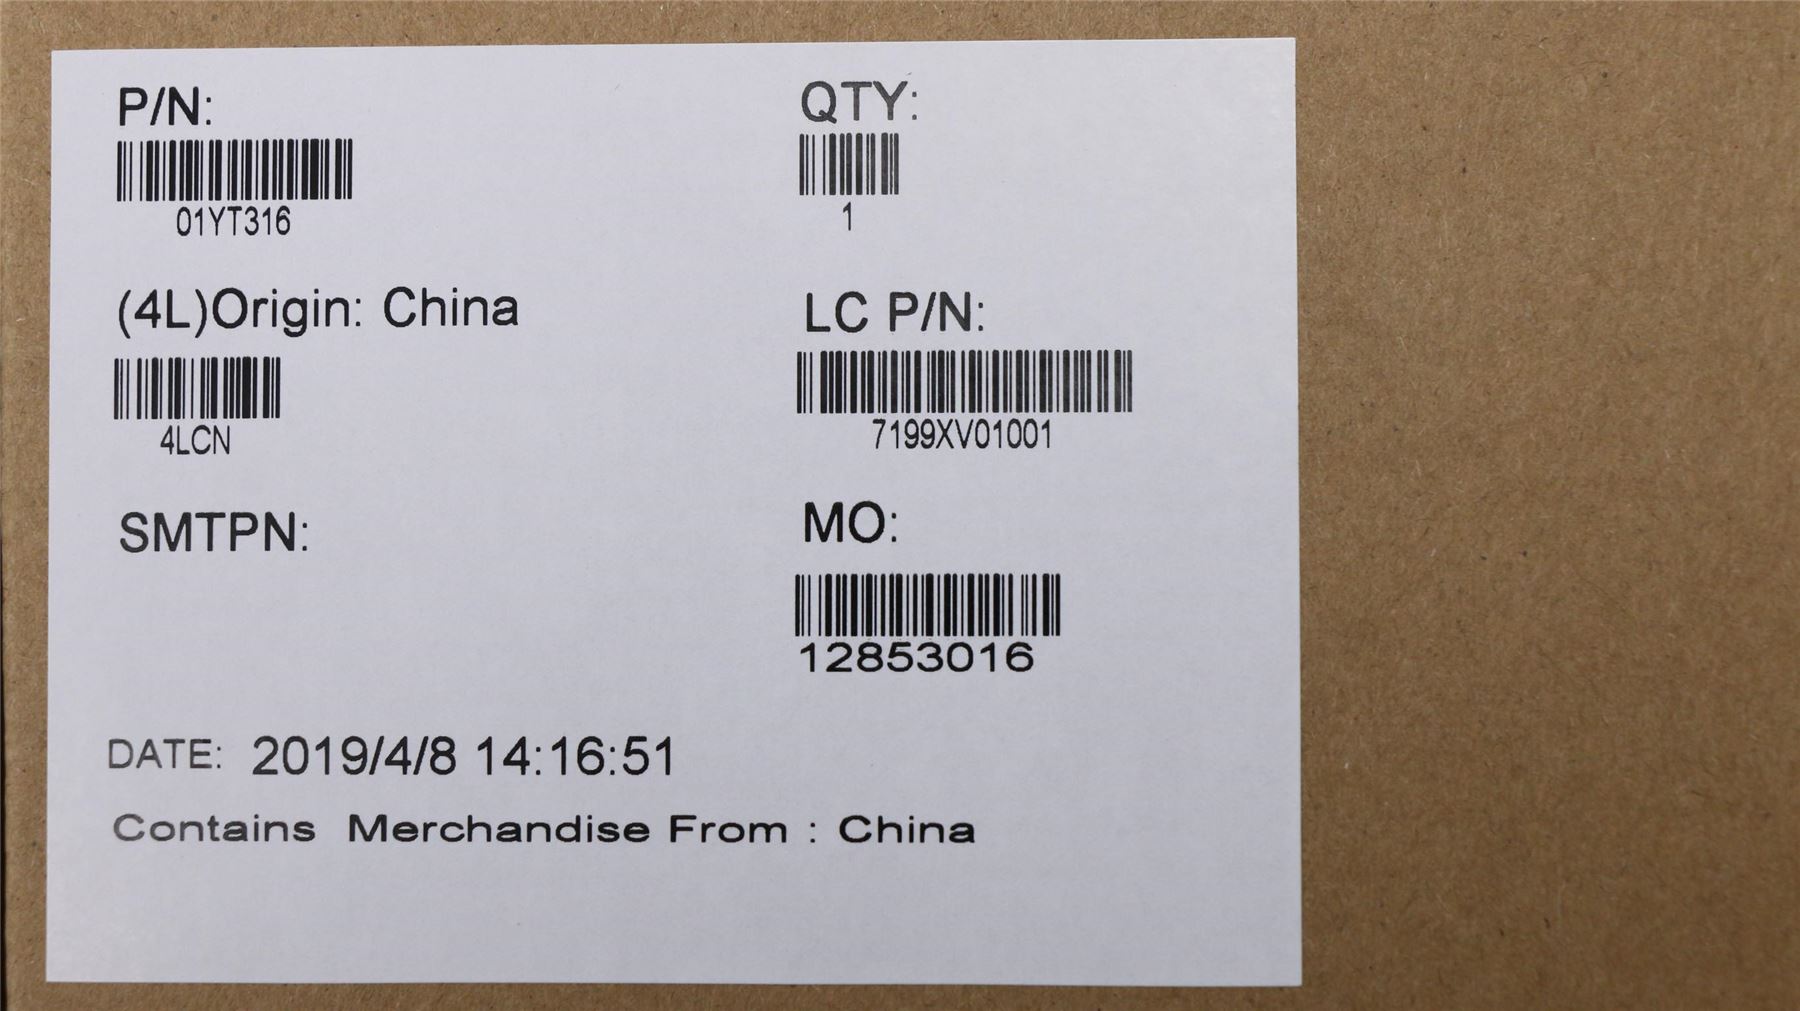 P/N:
01YT316
QTY:
1
(4L)Origin: China
4LCN
LC P/N:
7199XV01001
SMTPN:
MO:
12853016
DATE: 2019/4/8 14:16:51
Contains Merchandise From : China